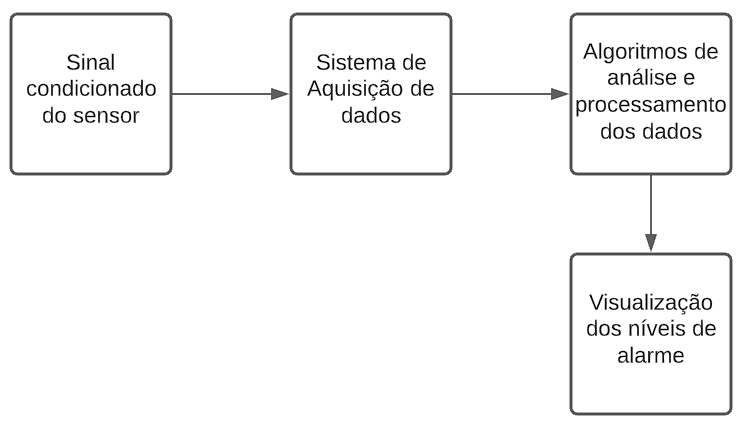 Sinal
condicionado
do sensor
Sistema de
Aquisição de
dados
Algoritmos de
análise e
processamento
dos dados
Visualização
dos níveis de
alarme